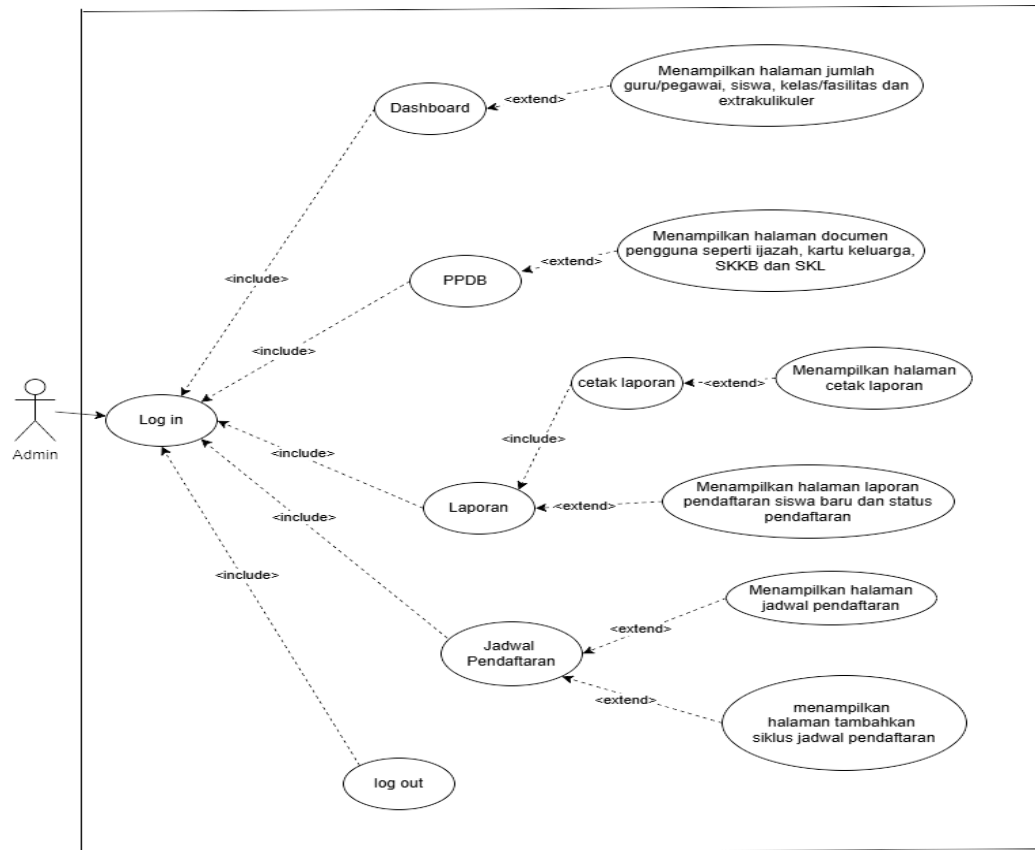 Menampilkan halaman jumlah
guru/pegawai, siswa, kelas/fasilitas dan
extrakulikuler
<extend>
Dashboard
Menampilkan halaman documen
pengguna seperti ijazah, kartu keluarga,
SKKB dan SKL
<extend>
PPDB
<include>
<include>
Menampilkan halaman
cetak laporan
<extend>
cetak laporan
Admin
Log in
<include>
<include>
Menampilkan halaman laporan
pendaftaran siswa baru dan status
pendaftaran
<extend>
Laporan
<include>
<include>
Menampilkan halaman
jadwal pendaftaran
<extend>
Jadwal
Pendaftaran
<extend>
menampilkan
halaman tambahkan
siklus jadwal pendaftaran
log out